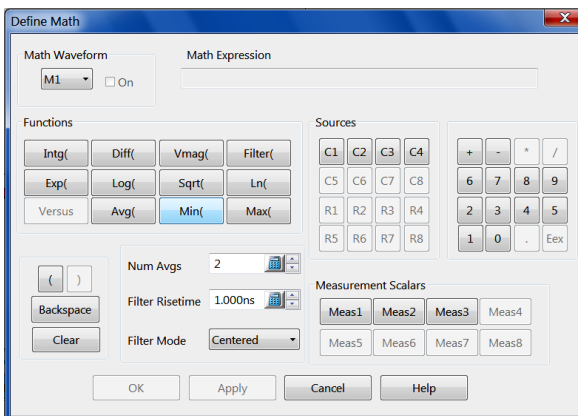 Define Math
Math Waveform
Math Expression
M1
On
Functions
Intg( Diff( Vmag( Filter(
Exp( Log( Sqrt( Ln(
Versus Avg( Min( Max(
Sources
C1 C2 C3 C4
C5 C6 C7 C8
R1 R2 R3 R4
R5 R6 R7 R8
+ - * /
6 7 8 9
2 3 4 5
1 0 . Eex
( )
Backspace
Clear
Num Avgs 2
Filter Risetime 1.000ns
Filter Mode Centered
Measurement Scalars
Meas1 Meas2 Meas3 Meas4
Meas5 Meas6 Meas7 Meas8
OK Apply Cancel Help